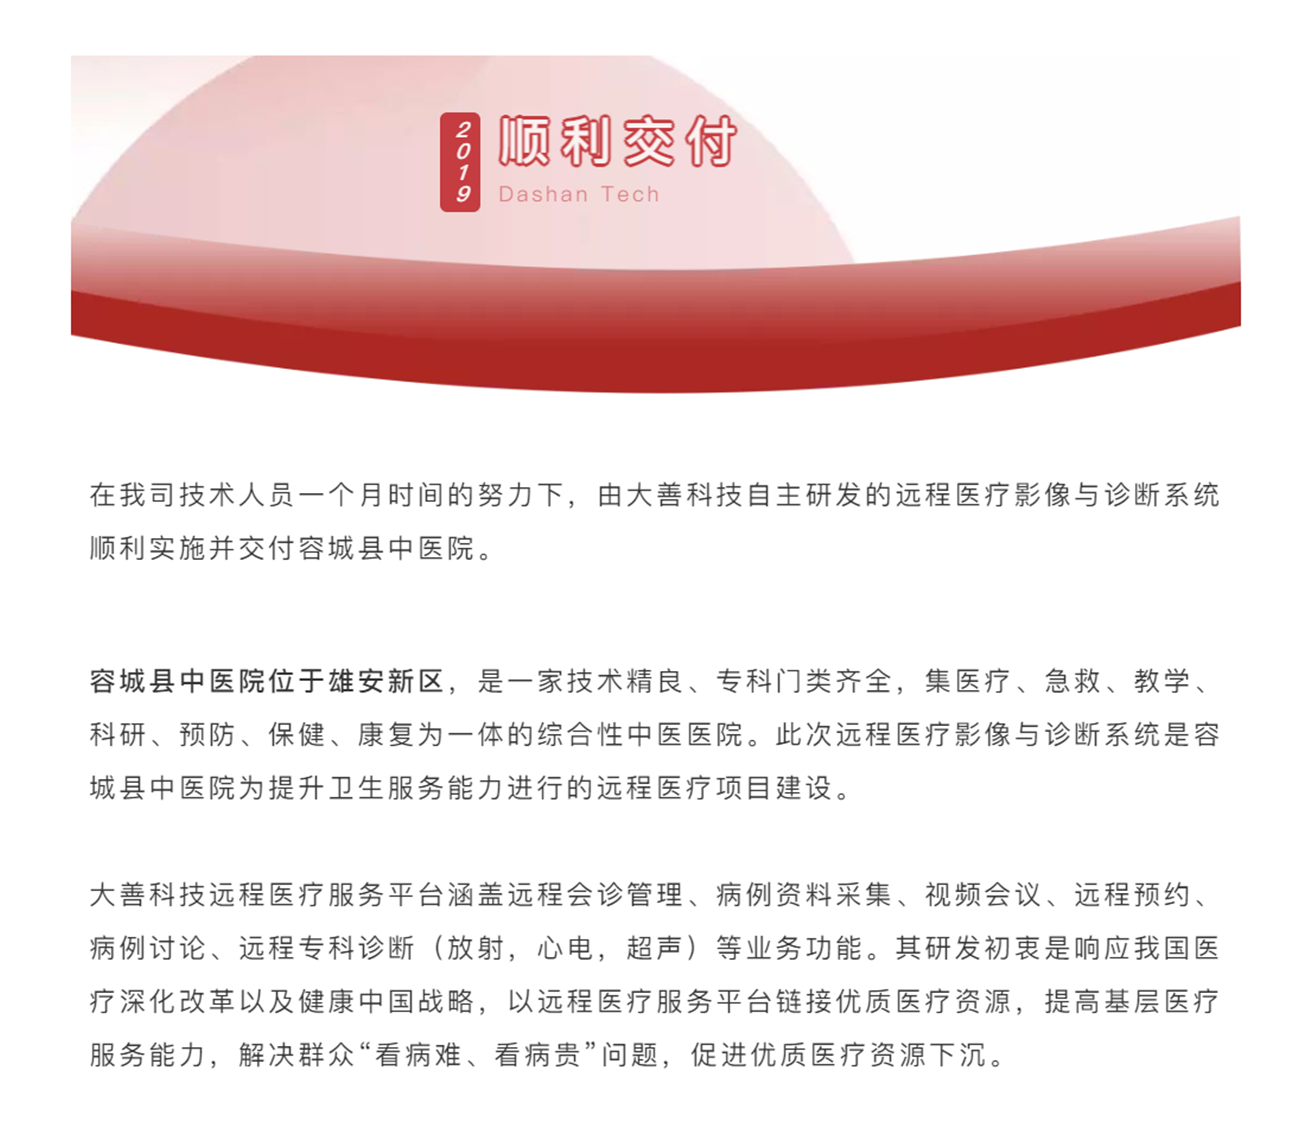 2019
顺利交付
Dashan Tech
在我司技术人员一个月时间的努力下，由大善科技自主研发的远程医疗影像与诊断系统
顺利实施并交付容城县中医院。
容城县中医院位于雄安新区，是一家技术精良、专科门类齐全，集医疗、急救、教学、
科研、预防、保健、康复为一体的综合性中医医院。此次远程医疗影像与诊断系统是容
城县中医院为提升卫生服务能力进行的远程医疗项目建设。
大善科技远程医疗服务平台涵盖远程会诊管理、病例资料采集、视频会议、远程预约、
病例讨论、远程专科诊断（放射，心电，超声）等业务功能。其研发初衷是响应我国医
疗深化改革以及健康中国战略，以远程医疗服务平台链接优质医疗资源，提高基层医疗
服务能力，解决群众“看病难、看病贵”问题，促进优质医疗资源下沉。